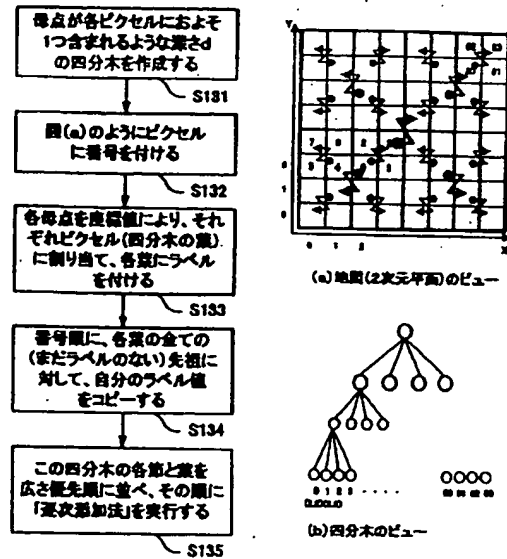 母点が各ピクセルにおおよそ
1つ含まれるような深さd
の四分木を作成する
S131
図(a)のようにピクセル
に番号を付ける
S132
各母点を座標値により、それ
ぞれピクセル(四分木の葉)
に割り当て、各葉にラベル
を付ける
S133
番号順に、各葉の全ての
(まだラベルのない)先祖に
対して、自分のラベル値
をコピーする
S134
この四分木の各節と葉を
広さ優先順に並べ、その順に
「逐次添加法」を実行する
S135
Y
X
0 1 2
(a)地図(2次元平面)のビュー
0 1 2 3
(b)四分木のビュー